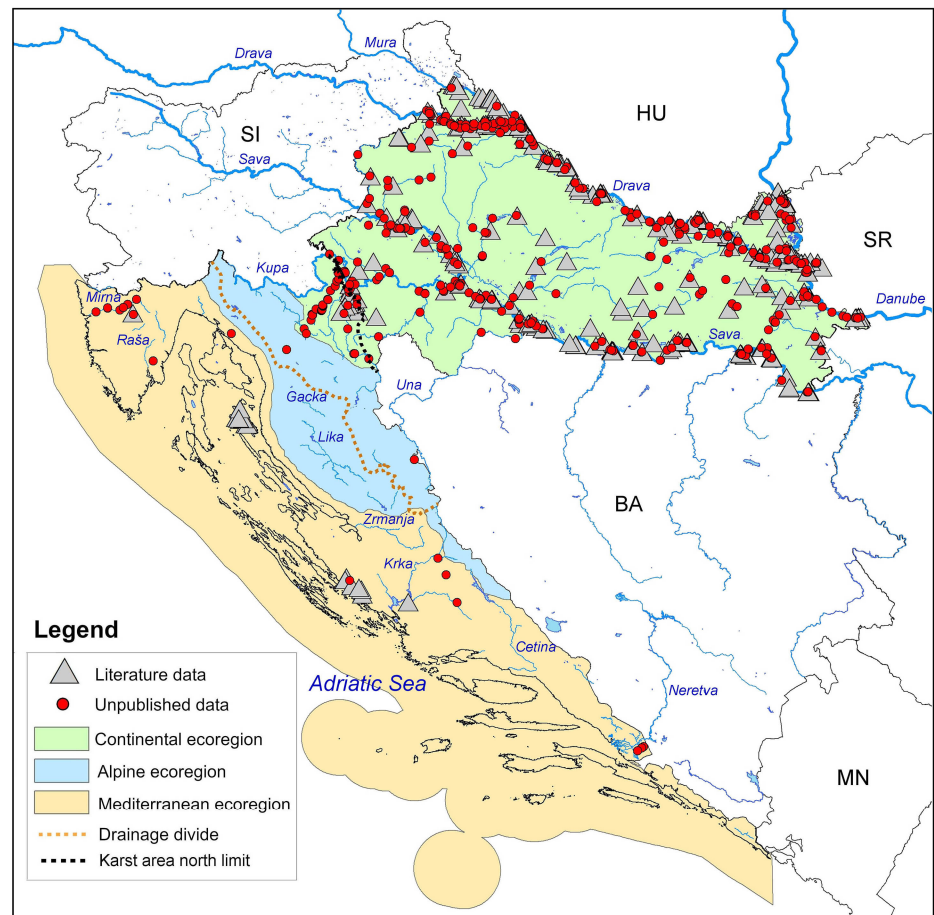 Mura
Drava
HU
SI
Sava
Drava
SR
Kupa
Danube
Mirna
Sava
Raša
Una
Gacka
Lika
BA
Zrmanja
Krka
Legend
Literature data
Unpublished data
Continental ecoregion
Alpine ecoregion
Mediterranean ecoregion
Drainage divide
Karst area north limit
Cetina
Adriatic Sea
Neretva
MN